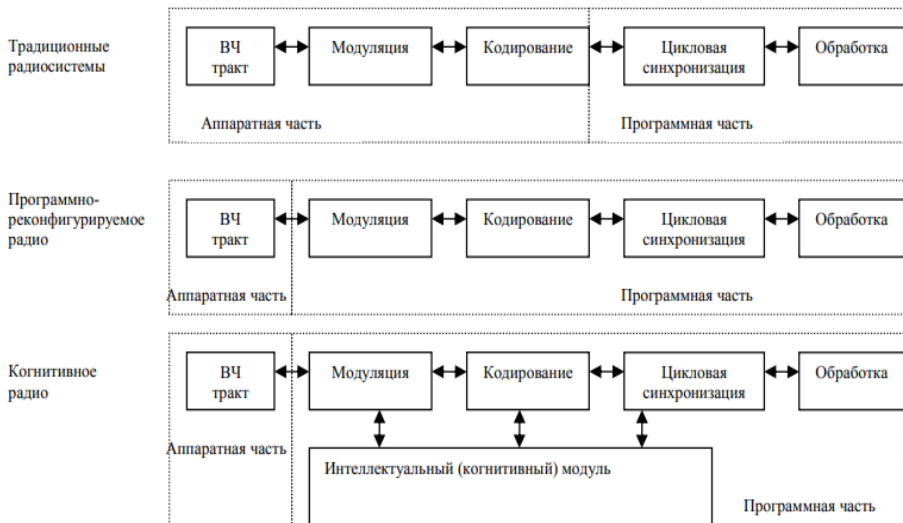 Традиционные
радиосистемы
ВЧ
тракт
Модуляция
Кодирование
Цикловая
синхронизация
Обработка
Аппаратная часть
Программная часть
Программно-
реконфигурируемое
радио
ВЧ
тракт
Модуляция
Кодирование
Цикловая
синхронизация
Обработка
Аппаратная часть
Программная часть
Когнитивное
радио
ВЧ
тракт
Модуляция
Кодирование
Цикловая
синхронизация
Обработка
Аппаратная часть
Интеллектуальный (когнитивный) модуль
Программная часть